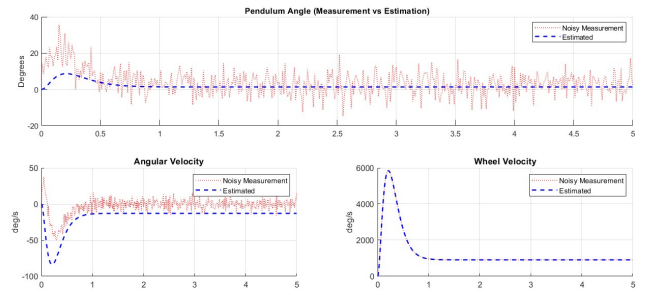 Pendulum Angle (Measurement vs Estimation)
40
20
0
-20
Degrees
Noisy Measurement
Estimated
0 0.5 1 1.5 2 2.5 3 3.5 4 4.5 5
Angular Velocity
50
0
-50
-100
deg/s
Noisy Measurement
Estimated
0 1 2 3 4 5
Wheel Velocity
6000
4000
2000
0
deg/s
Noisy Measurement
Estimated
0 1 2 3 4 5